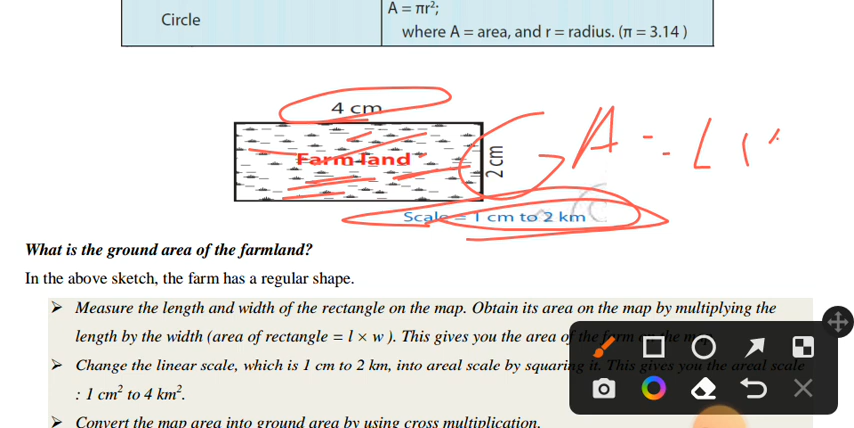 A = πr²;
Circle
where A = area, and r = radius. (π = 3.14 )
4 cm
A = L
Farm land
2 cm
Scale = 1 cm to 2 km
What is the ground area of the farmland?
In the above sketch, the farm has a regular shape.
➤ Measure the length and width of the rectangle on the map. Obtain its area on the map by multiplying the
length by the width (area of rectangle = l × w ). This gives you the area of the farm on the
➤ Change the linear scale, which is 1 cm to 2 km, into areal scale by squaring it. This gives you the areal scale
: 1 cm² to 4 km².
➤ Convert the map area into ground area by using cross multiplication.